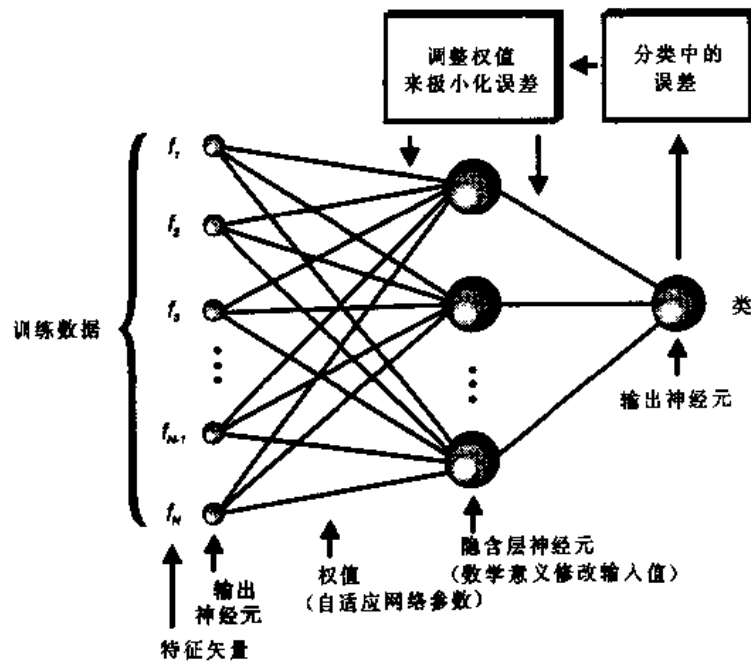 调整权值
来极小化误差
分类中的
误差
f1
f2
f3
fN-1
fN
训练数据
类
输出神经元
隐含层神经元
(数学意义修改输入值)
权值
(自适应网络参数)
输出
神经元
特征矢量